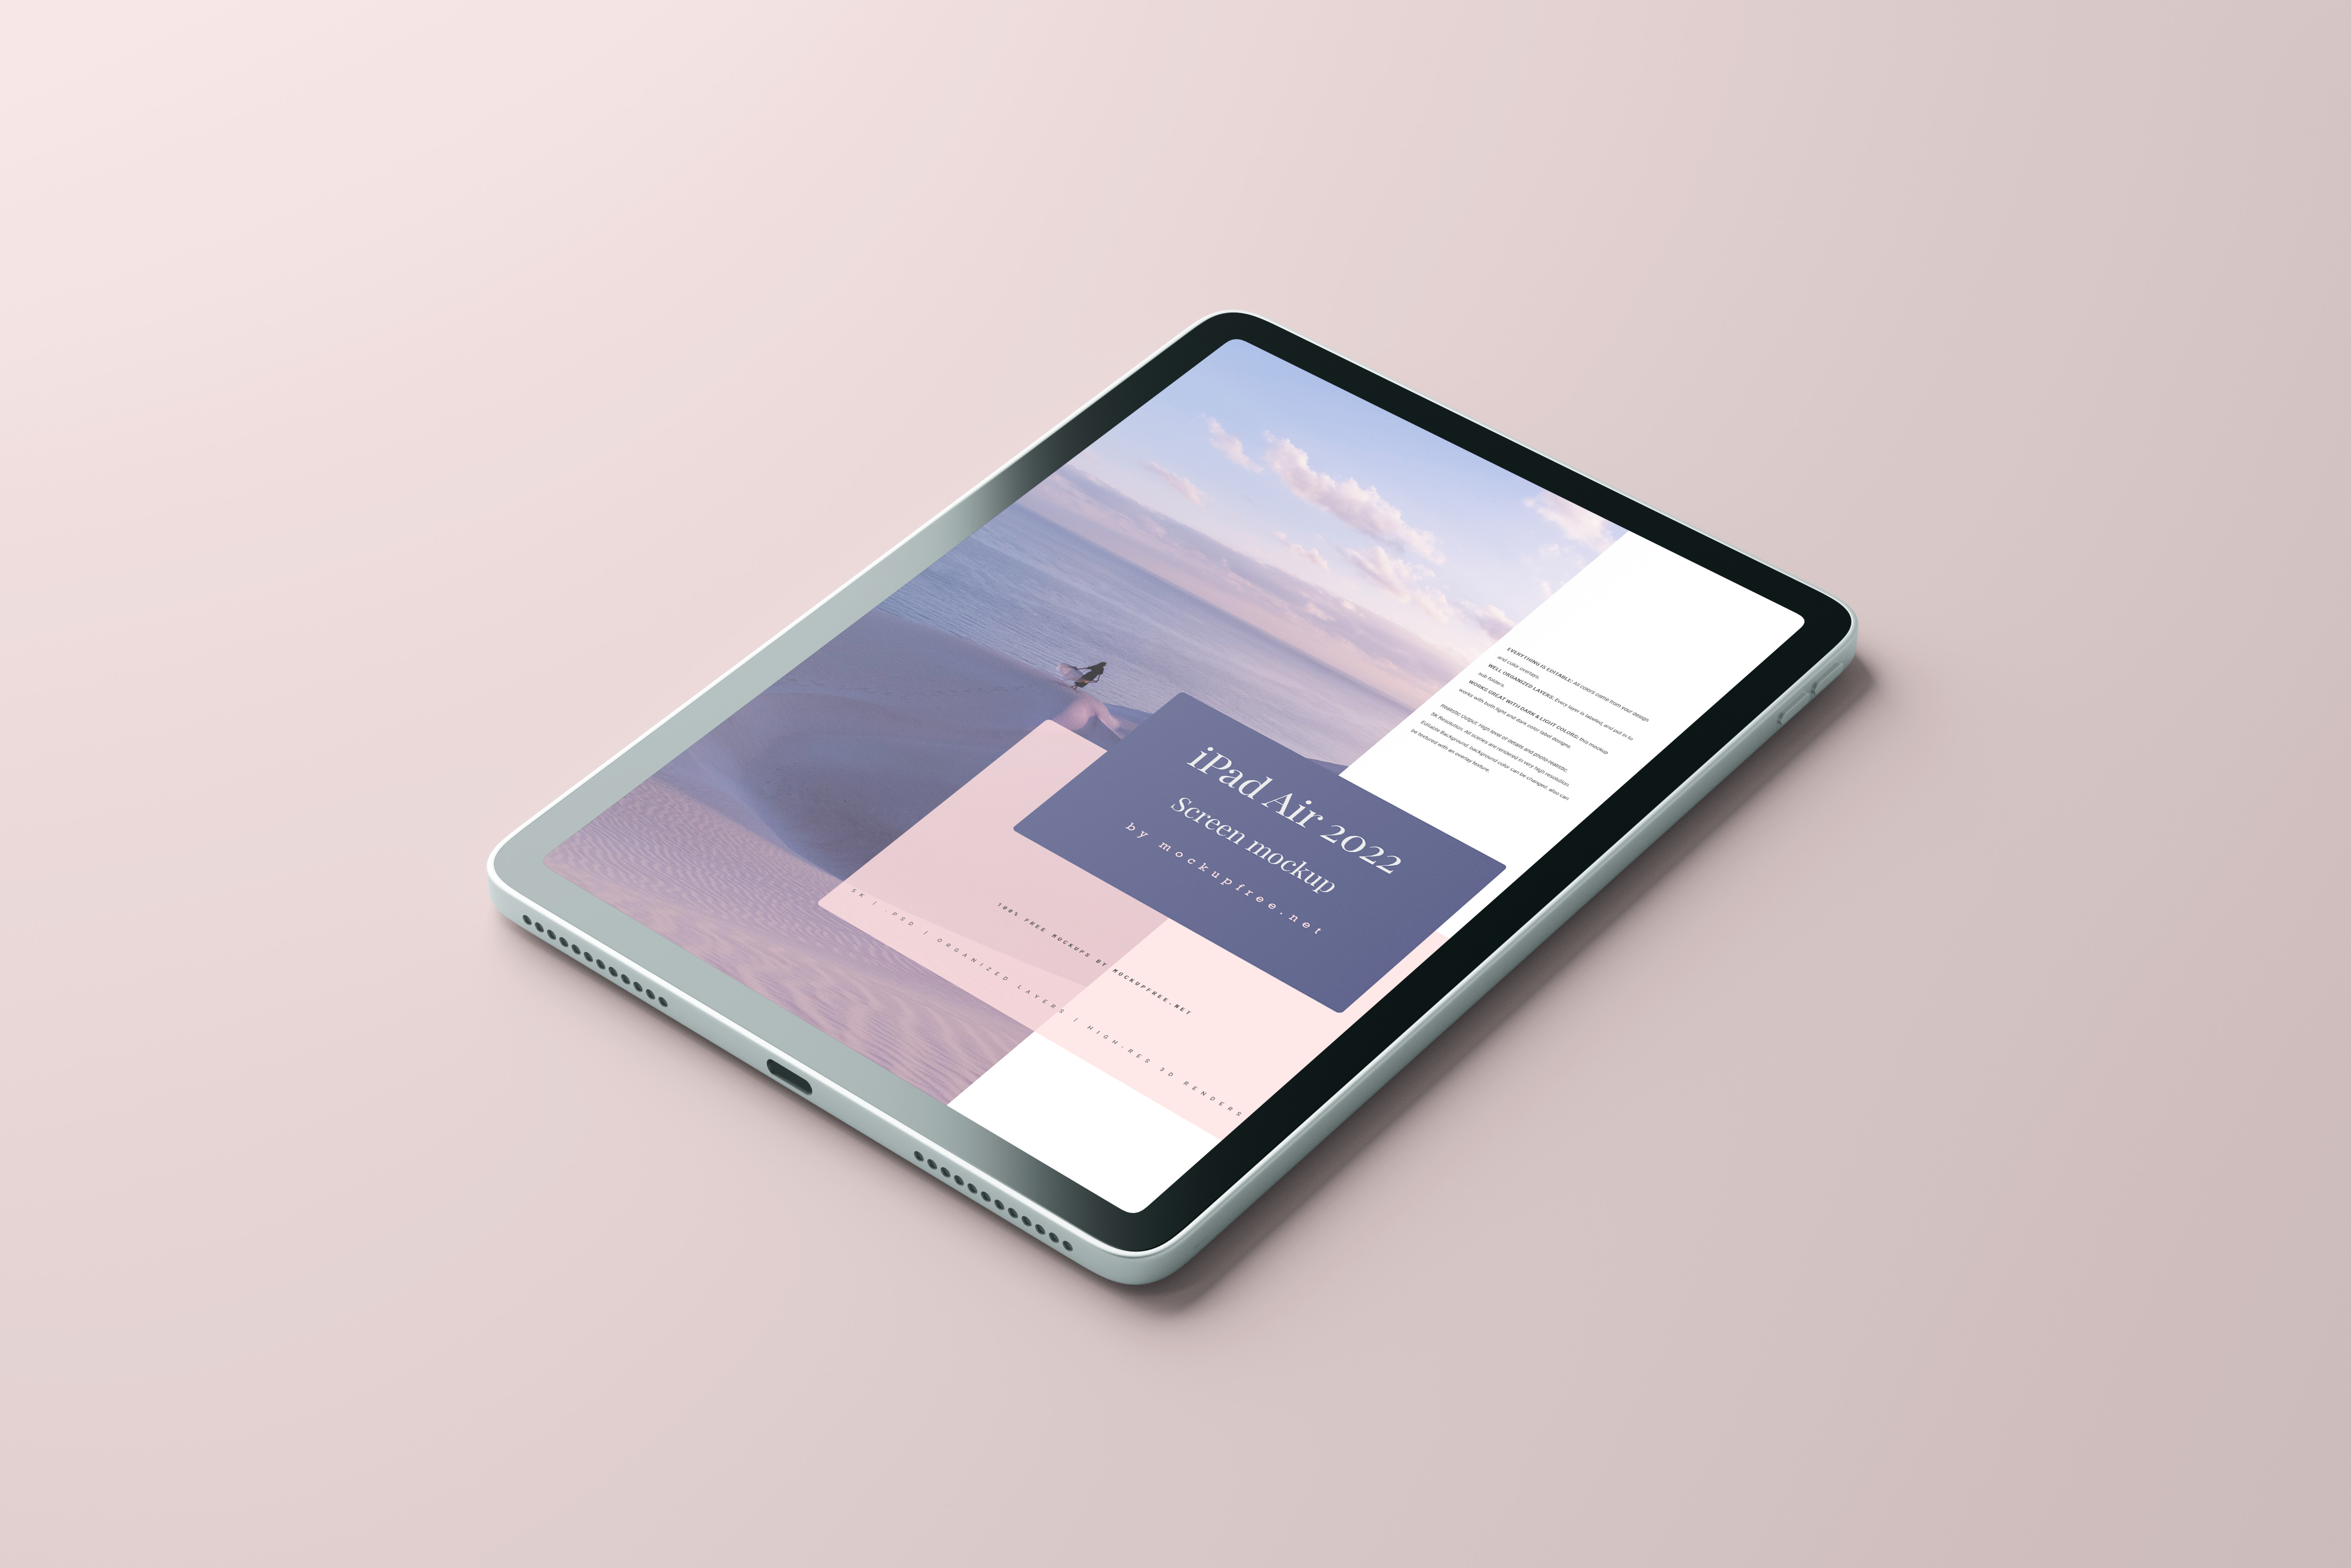 EVERYTHING IS EDITABLE: All colors come from your design
and color overlays.
WELL ORGANIZED LAYERS: Every layer is labeled, and put in to
sub folders.
WORKS GREAT WITH DARK & LIGHT COLORS: this mockup
works with both light and dark color label designs.
Realistic Output: High level of details and photo-realistic.
5K Resolution: All scenes are rendered in very high resolution.
Editable Background: background color can be changed, also can
be textured with an overlay texture.
iPad Air 2022
Screen mockup
by mockupfree.net
100% FREE MOCKUPS BY MOCKUPFREE.NET
5K | .PSD | ORGANIZED LAYERS | HIGH-RES 3D RENDERS